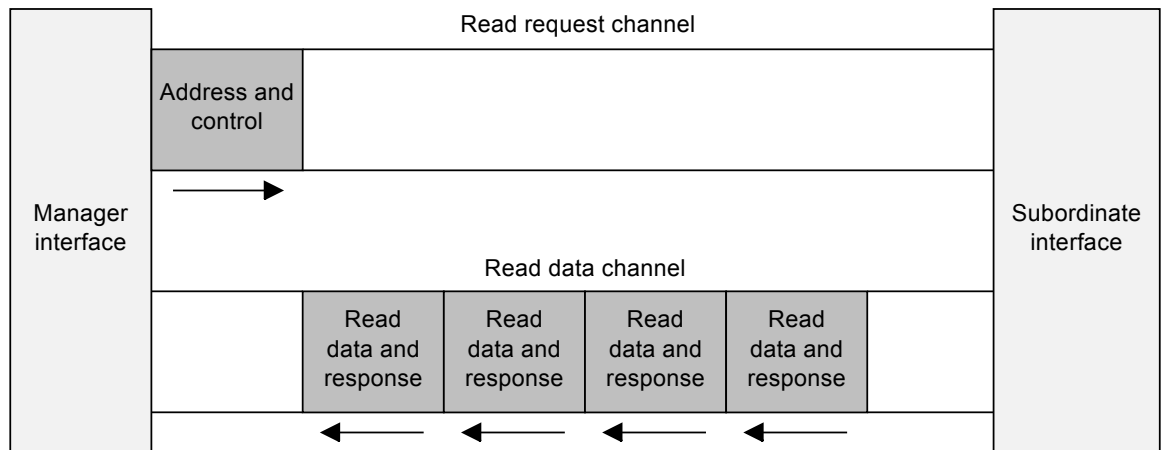 Read request channel
Address and
control
Manager
interface
Subordinate
interface
Read data channel
Read
data and
response
Read
data and
response
Read
data and
response
Read
data and
response